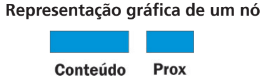 Representação gráfica de um nó
Conteúdo Prox